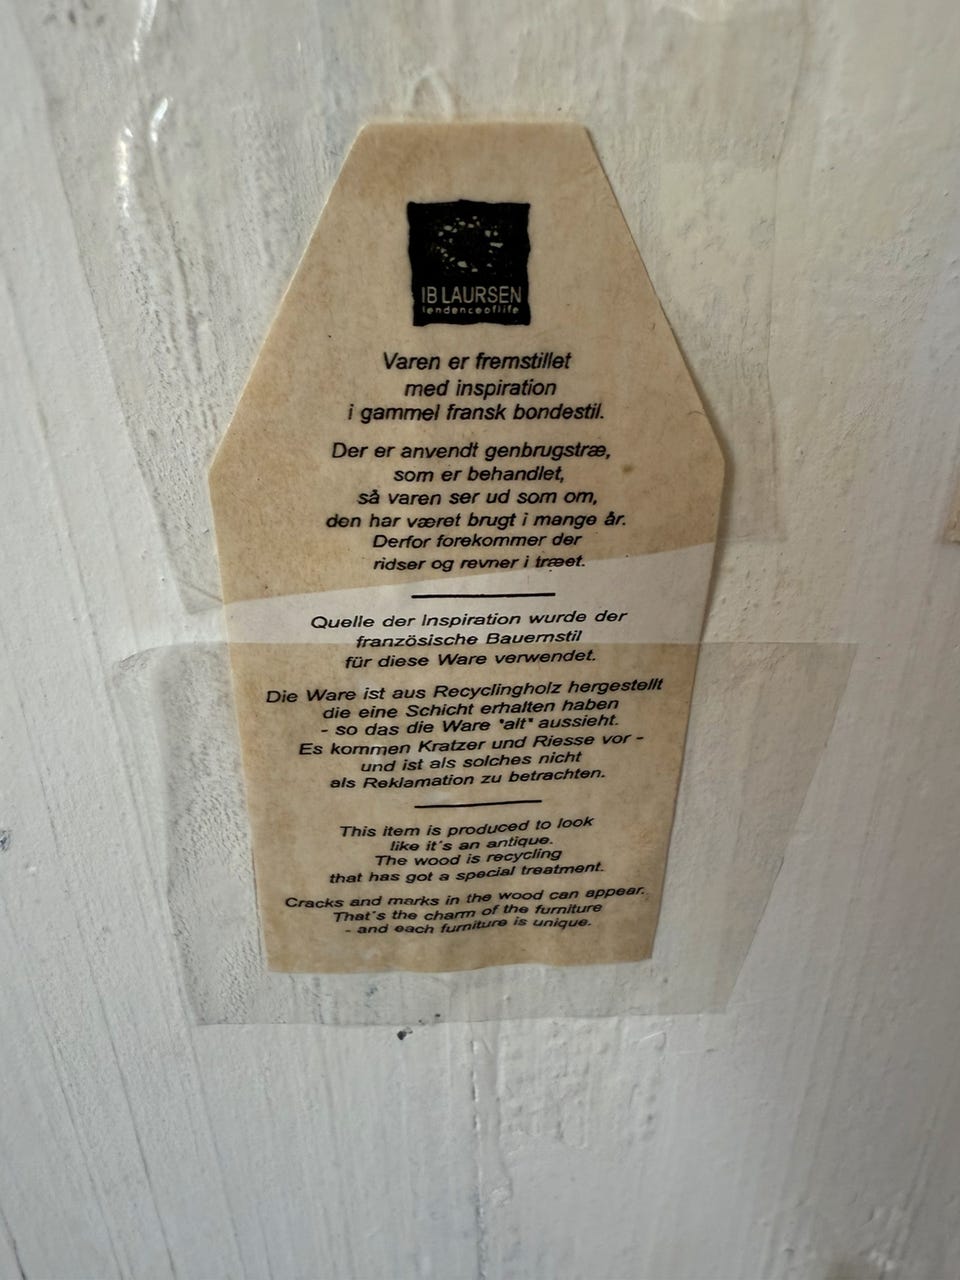 IB LAURSEN
tendenceoflife
Varen er fremstillet
med inspiration
i gammel fransk bondestil.
Der er anvendt genbrugstræ,
som er behandlet,
så varen ser ud som om,
den har været brugt i mange år.
Derfor forekommer der
ridser og revner i træet.
Quelle der Inspiration wurde der
französische Bauernstil
für diese Ware verwendet.
Die Ware ist aus Recyclingholz hergestellt
die eine Schicht erhalten haben
- so das die Ware "alt" aussieht.
Es kommen Kratzer und Riesse vor -
und ist als solches nicht
als Reklamation zu betrachten.
This item is produced to look
like it's an antique.
The wood is recycling
that has got a special treatment.
Cracks and marks in the wood can appear.
That's the charm of the furniture
- and each furniture is unique.